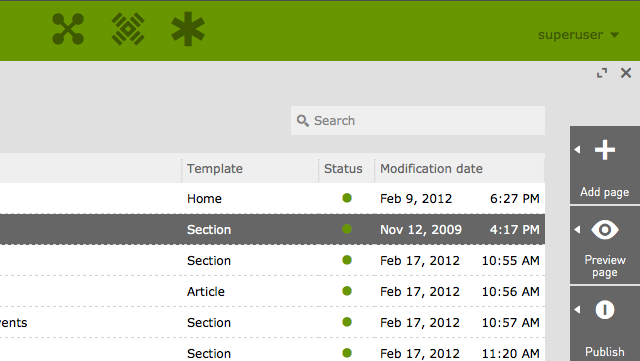 superuser
Search
Template Status Modification date
Home Feb 9, 2012 6:27 PM
Section Nov 12, 2009 4:17 PM
Section Feb 17, 2012 10:55 AM
Article Feb 17, 2012 10:56 AM
vents Section Feb 17, 2012 10:57 AM
Section Feb 17, 2012 11:20 AM
Add page
Preview
page
Publish